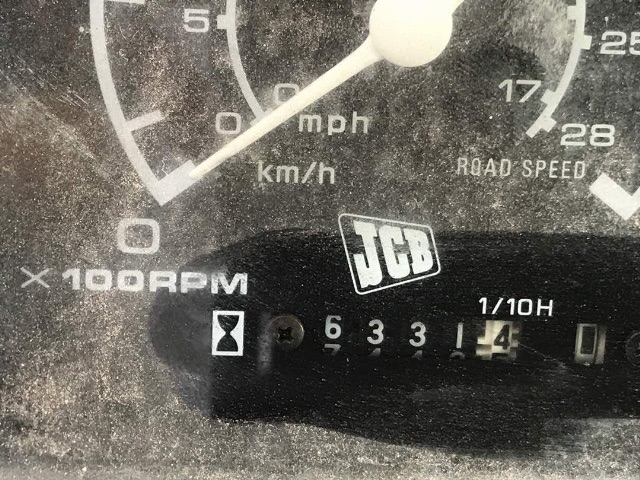 5
25
0
17
0 mph
28
km/h
ROAD SPEED
0
×100RPM
JCB
1/10H
6 3 3 1 4